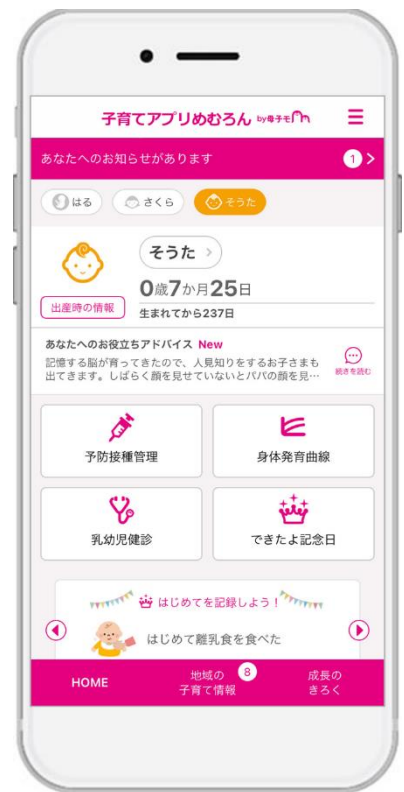 子育てアプリめむろん by母子モ
あなたへのお知らせがあります 1
はる さくら そうた
そうた
0歳7か月25日
出産時の情報
生まれてから237日
あなたへのお役立ちアドバイス New
記憶する脳が育ってきたので、人見知りをするお子さまも
出てきます。しばらく顔を見せていないとパパの顔を見…
続きを読む
予防接種管理 身体発育曲線
乳幼児健診 できたよ記念日
はじめてを記録しよう!
はじめて離乳食を食べた
HOME
地域の
子育て情報
8
成長の
きろく